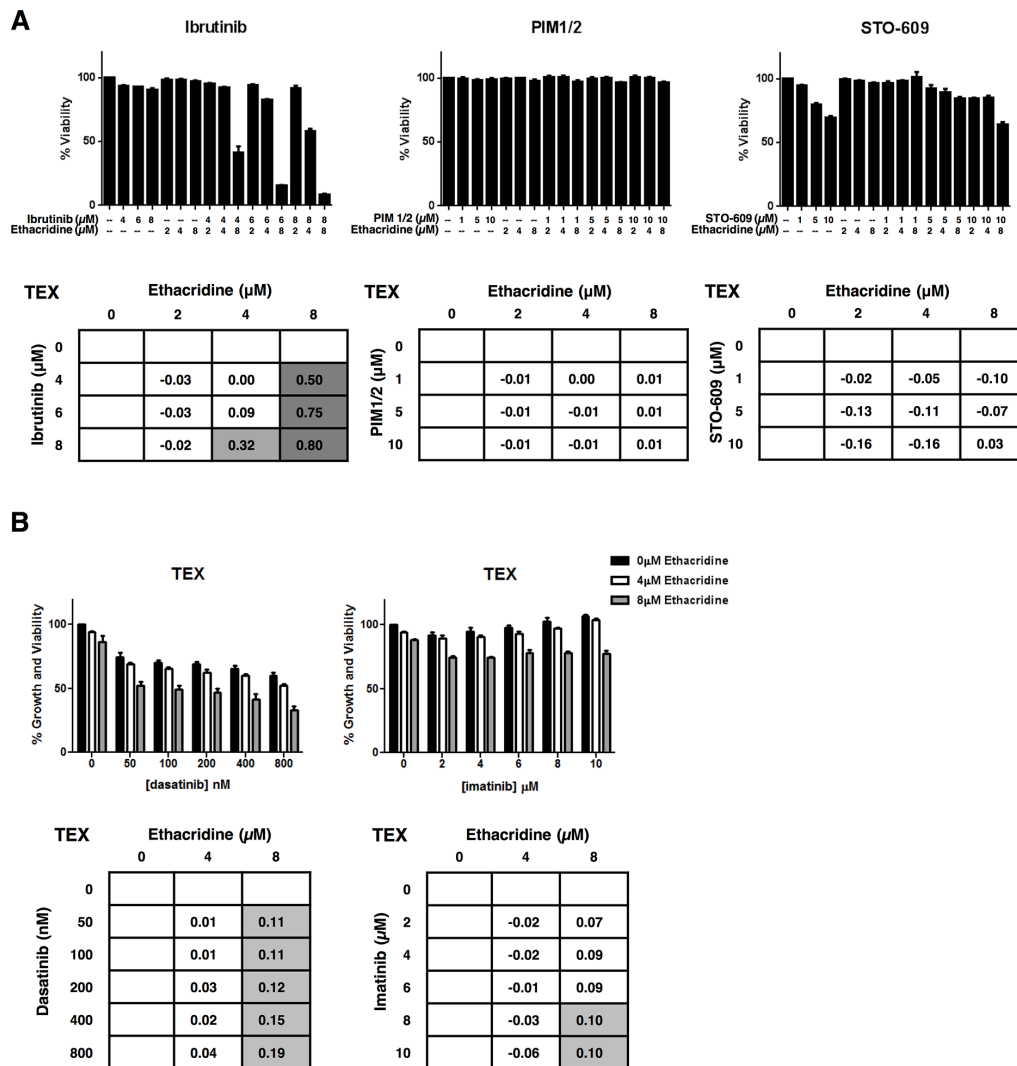 A
Ibrutinib
PIM1/2
STO-609
% Viability
100
50
0
Ibrutinib (µM) -- 4 6 8 -- -- -- 4 4 4 6 6 6 8 8 8
Ethacridine (µM) -- -- -- -- 2 4 8 2 4 8 2 4 8 2 4 8
% Viability
100
50
0
PIM 1/2 (µM) -- 1 5 10 -- -- -- 1 1 1 5 5 5 10 10 10
Ethacridine (µM) -- -- -- -- 2 4 8 2 4 8 2 4 8 2 4 8
% Viability
100
50
0
STO-609 (µM) -- 1 5 10 -- -- -- 1 1 1 5 5 5 10 10 10
Ethacridine (µM) -- -- -- -- 2 4 8 2 4 8 2 4 8 2 4 8
TEX Ethacridine (µM)
0 2 4 8
Ibrutinib (µM)
0
4 -0.03 0.00 0.50
6 -0.03 0.09 0.75
8 -0.02 0.32 0.80
TEX Ethacridine (µM)
0 2 4 8
PIM1/2 (µM)
0
1 -0.01 0.00 0.01
5 -0.01 -0.01 0.01
10 -0.01 -0.01 0.01
TEX Ethacridine (µM)
0 2 4 8
STO-609 (µM)
0
1 -0.02 -0.05 -0.10
5 -0.13 -0.11 -0.07
10 -0.16 -0.16 0.03
B
TEX
% Growth and Viability
100
50
0
0 50 100 200 400 800
[dasatinib] nM
TEX
% Growth and Viability
100
50
0
0 2 4 6 8 10
[imatinib] µM
0µM Ethacridine
4µM Ethacridine
8µM Ethacridine
TEX Ethacridine (µM)
0 4 8
Dasatinib (nM)
0
50 0.01 0.11
100 0.01 0.11
200 0.03 0.12
400 0.02 0.15
800 0.04 0.19
TEX Ethacridine (µM)
0 4 8
Imatinib (µM)
0
2 -0.02 0.07
4 -0.02 0.09
6 -0.01 0.09
8 -0.03 0.10
10 -0.06 0.10